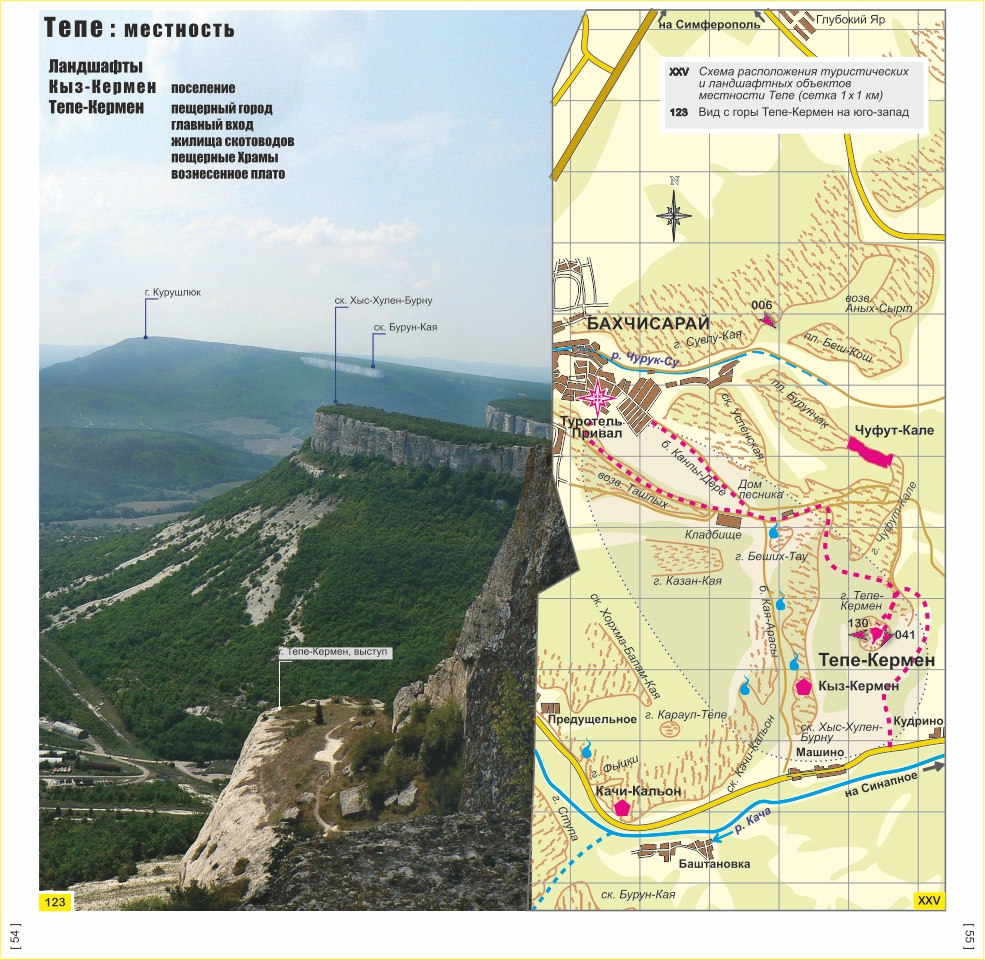 Тепе : местность
Ландшафты
Кыз-Кермен поселение
Тепе-Кермен пещерный город
главный вход
жилища скотоводов
пещерные Храмы
вознесенное плато
г. Курушлюк
ск. Хыс-Хулен-Бурну
ск. Бурун-Кая
г. Тепе-Кермен, выступ
123
[ 54 ]
на Симферополь
Глубокий Яр
XXV Схема расположения туристических
и ландшафтных объектов
местности Тепе (сетка 1х1 км)
123 Вид с горы Тепе-Кермен на юго-запад
N
006
возв.
Аных-Сырт
БАХЧИСАРАЙ
г. Сувлу-Кая
пл. Беш-Кош
р. Чурук-Су
пл. Бурунчак
ск. Успенская
Туротель
Привал
Чуфут-Кале
б. Канлы-Дере
возв. Ташлых
Дом
лесника
г. Чуфут-Кале
Кладбище
г. Беших-Тау
г. Казан-Кая
б. Кая-Арасы
г. Тепе-
Кермен
130
041
ск. Хорхма-Балам-Кая
Тепе-Кермен
Кыз-Кермен
Предущельное
г. Караул-Тепе
ск. Хыс-Хулен-
Бурну
Кудрино
Машино
ск. Качи-Кальон
г. Фыцки
Качи-Кальон
на Синапное
г. Ступа
р. Кача
Баштановка
ск. Бурун-Кая
XXV
[ 55 ]